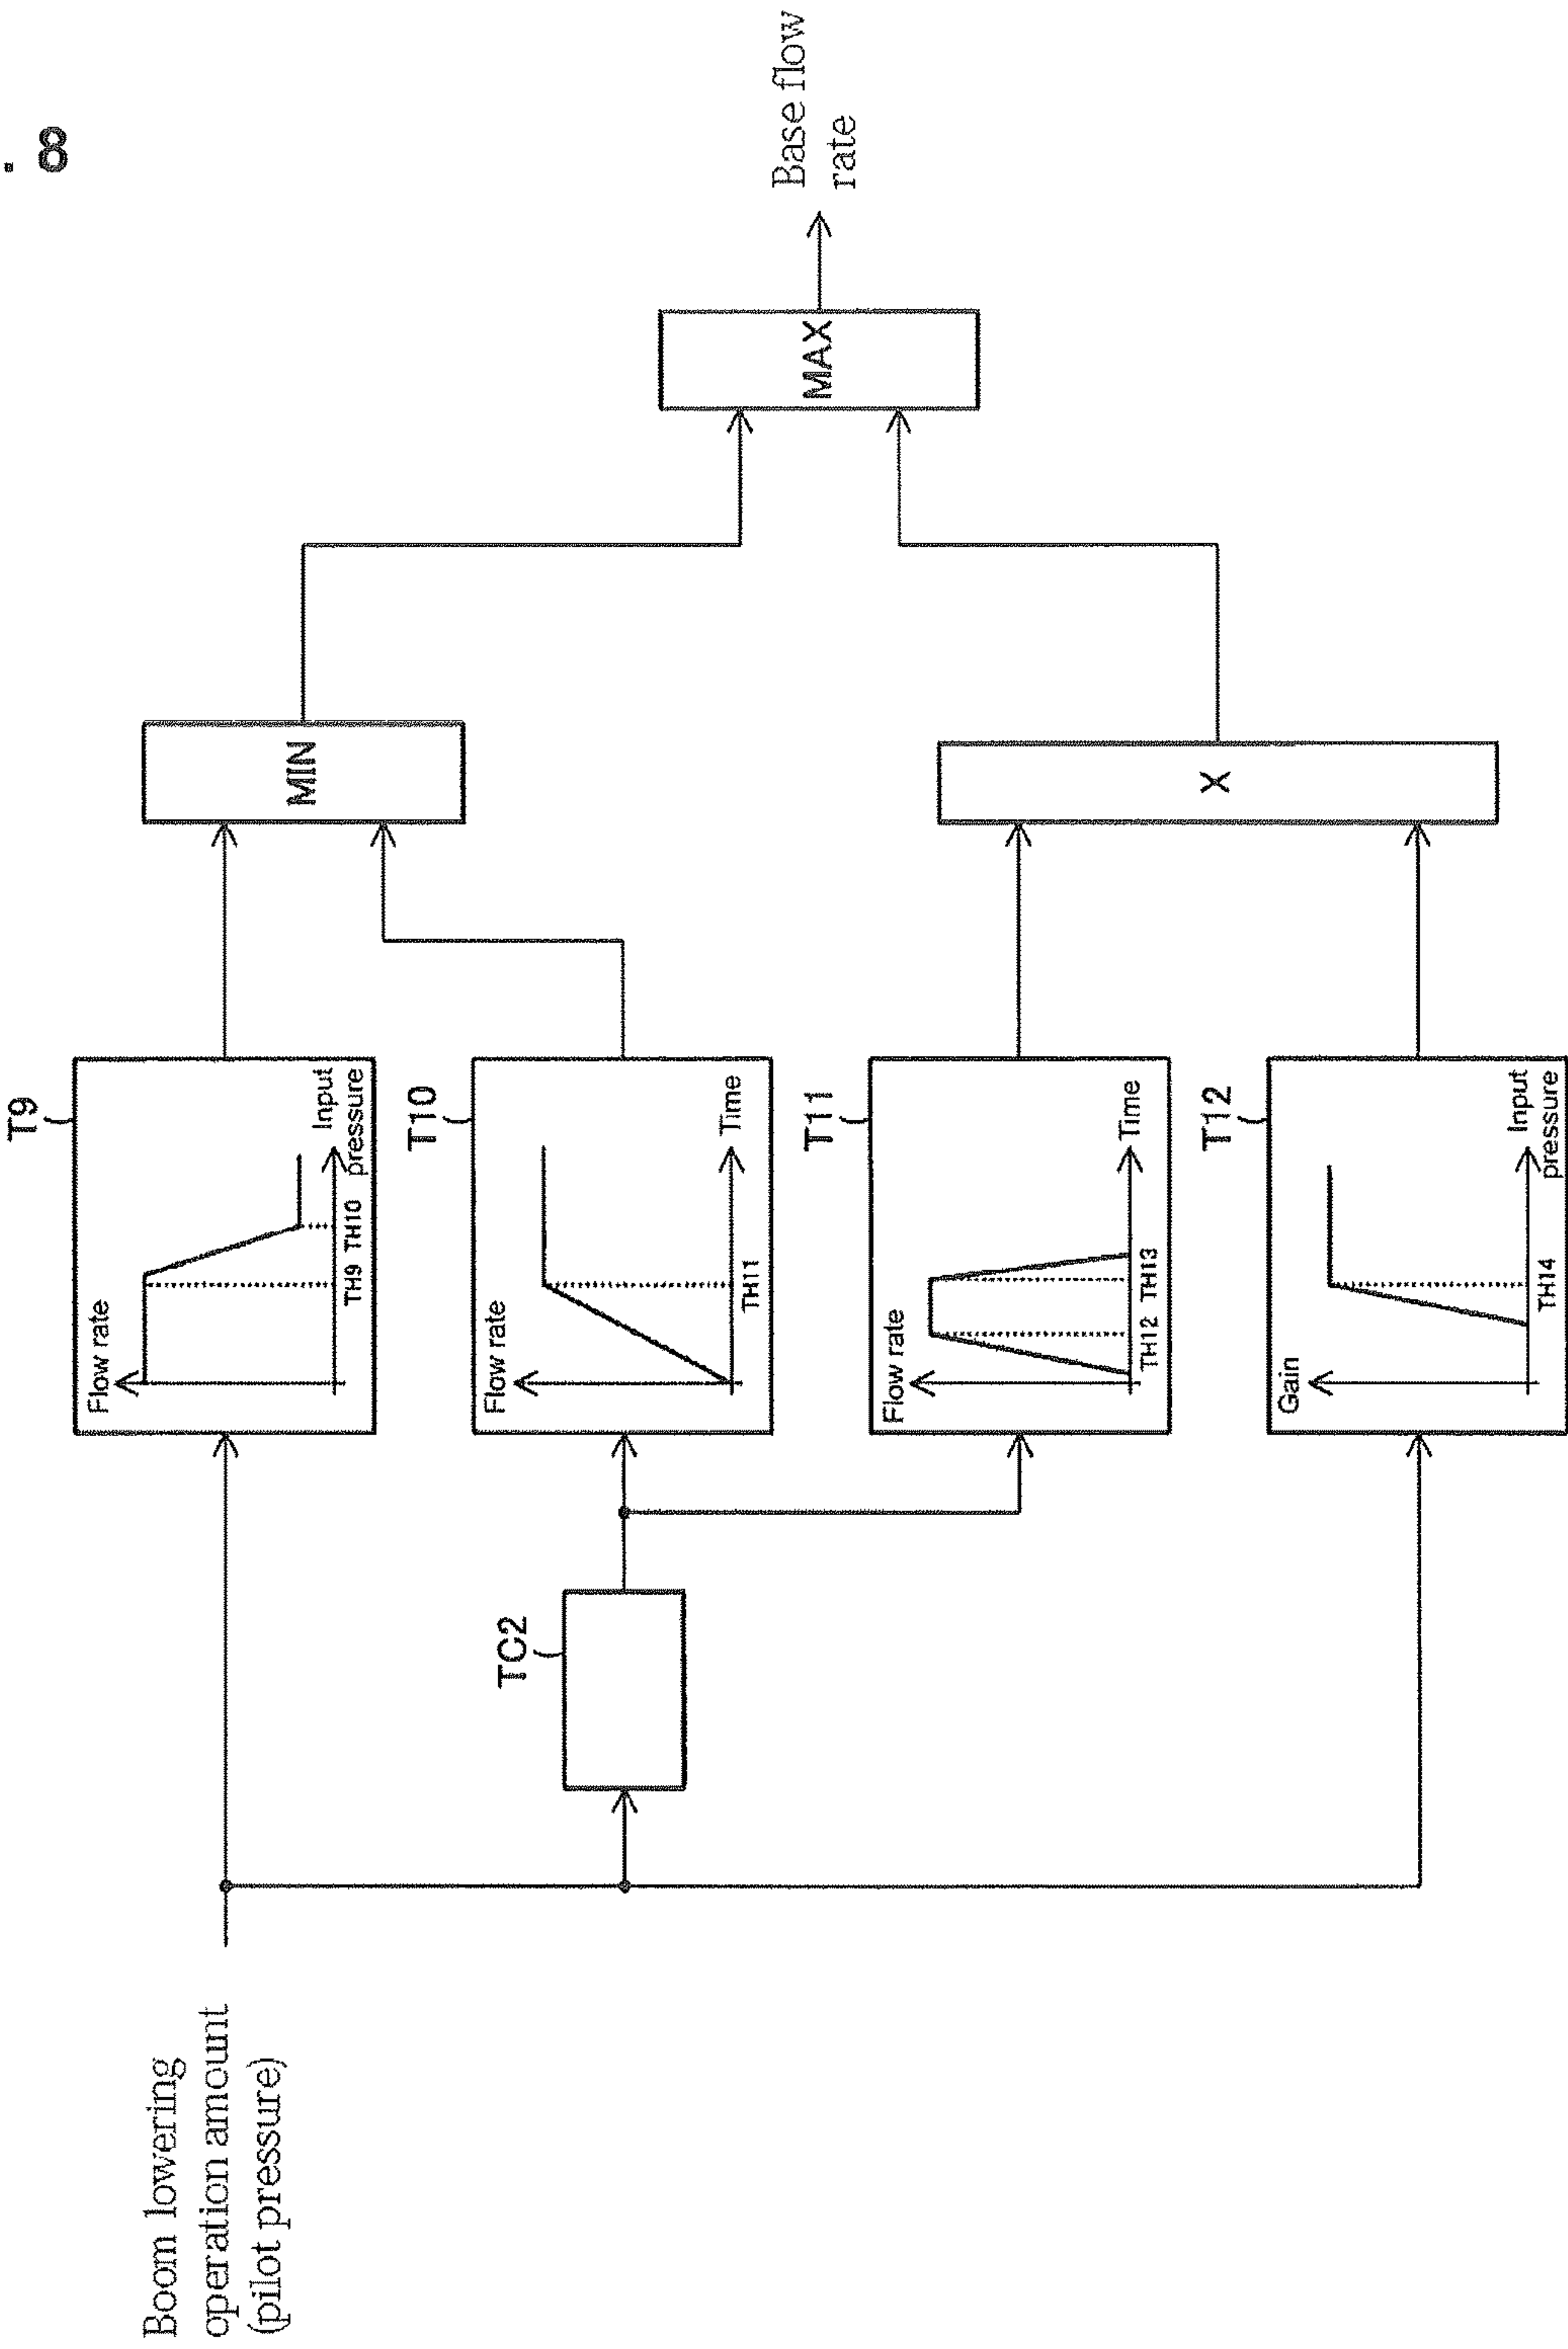 . 8
Boom lowering
operation amount
(pilot pressure)
TC2
T9
Flow rate
TH9 TH10
Input
pressure
T10
Flow rate
TH11
Time
T11
Flow rate
TH12 TH13
Time
T12
Gain
TH14
Input
pressure
MIN
X
MAX
Base flow
rate